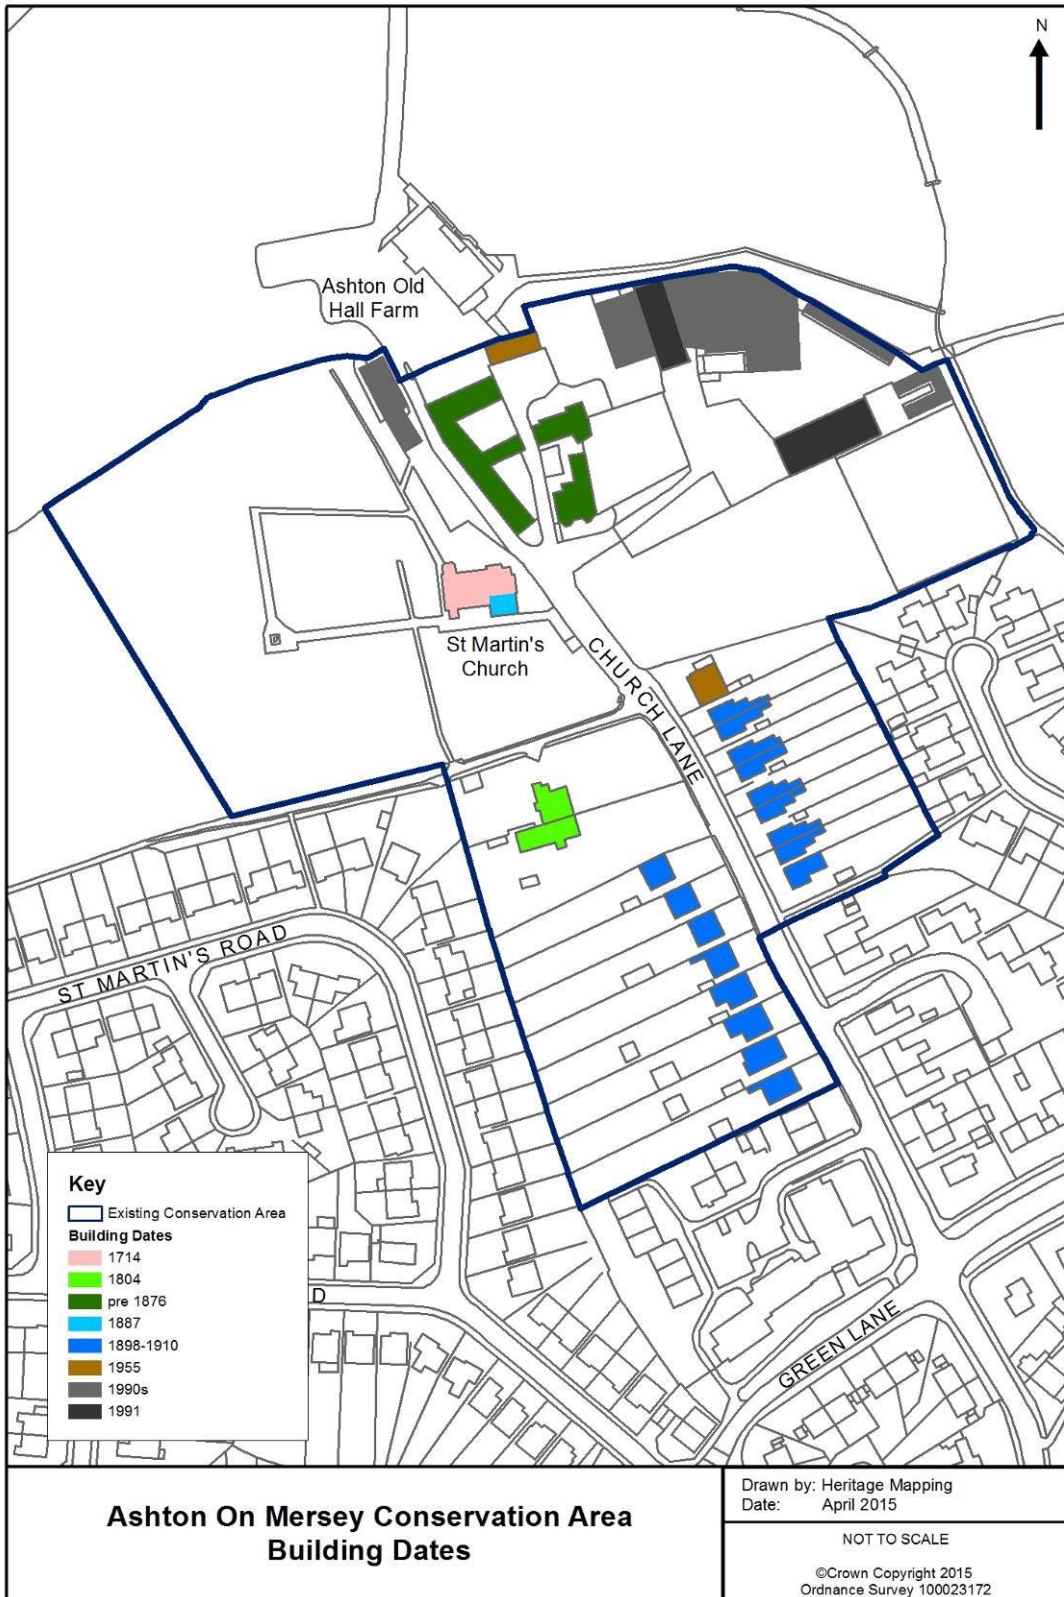 N
Ashton Old
Hall Farm
St Martin's
Church
CHURCH LANE
ST MARTIN'S ROAD
D
GREEN LANE
Key
Existing Conservation Area
Building Dates
1714
1804
pre 1876
1887
1898-1910
1955
1990s
1991
Ashton On Mersey Conservation Area
Building Dates
Drawn by: Heritage Mapping
Date: April 2015
NOT TO SCALE
©Crown Copyright 2015
Ordnance Survey 100023172